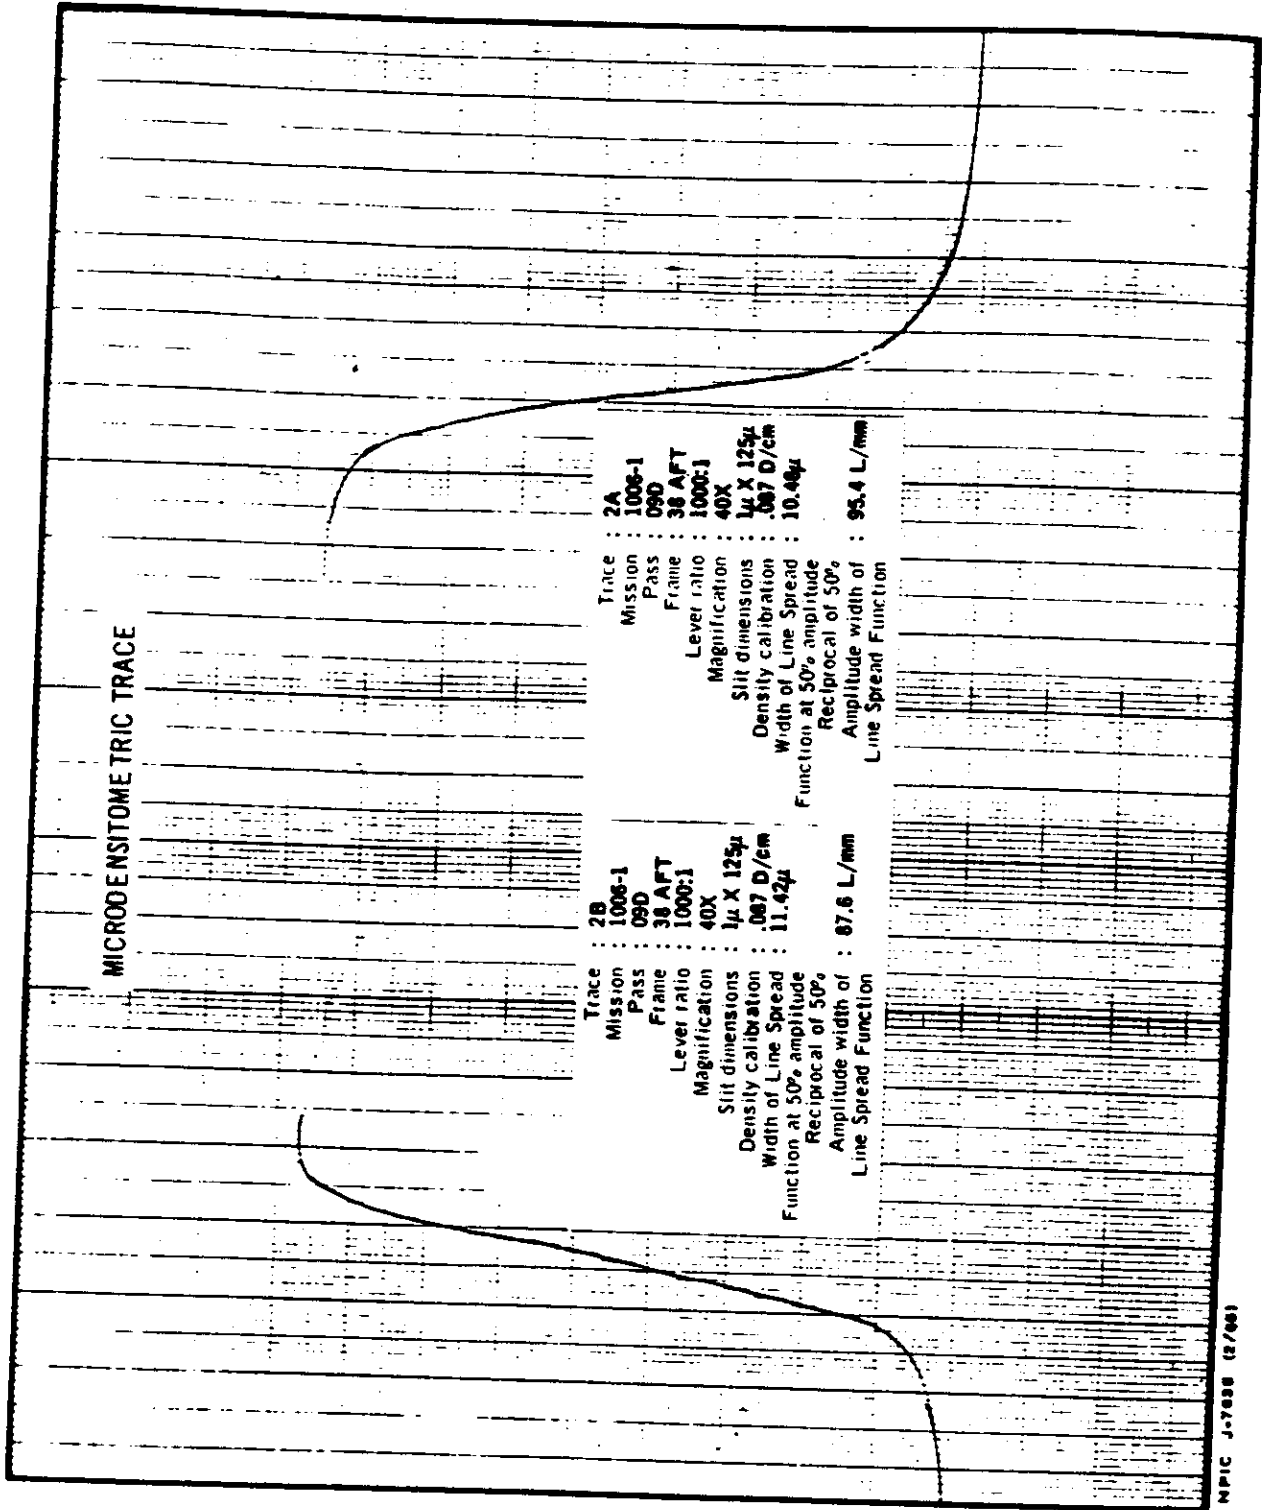 MICRODENSITOMETRIC TRACE
Trace : 2B
Mission : 1006-1
Pass : 09D
Frame : 38 AFT
Lever ratio : 1000:1
Magnification : 40X
Slit dimensions : 1µ X 125µ
Density calibration : .087 D/cm
Width of Line Spread : 11.42µ
Function at 50% amplitude
Reciprocal of 50%
Amplitude width of : 87.6 L/mm
Line Spread Function
Trace : 2A
Mission : 1006-1
Pass : 09D
Frame : 38 AFT
Lever ratio : 1000:1
Magnification : 40X
Slit dimensions : 1µ X 125µ
Density calibration : .087 D/cm
Width of Line Spread : 10.48µ
Function at 50% amplitude
Reciprocal of 50%
Amplitude width of : 95.4 L/mm
Line Spread Function
NPIC J-7838 (2/66)